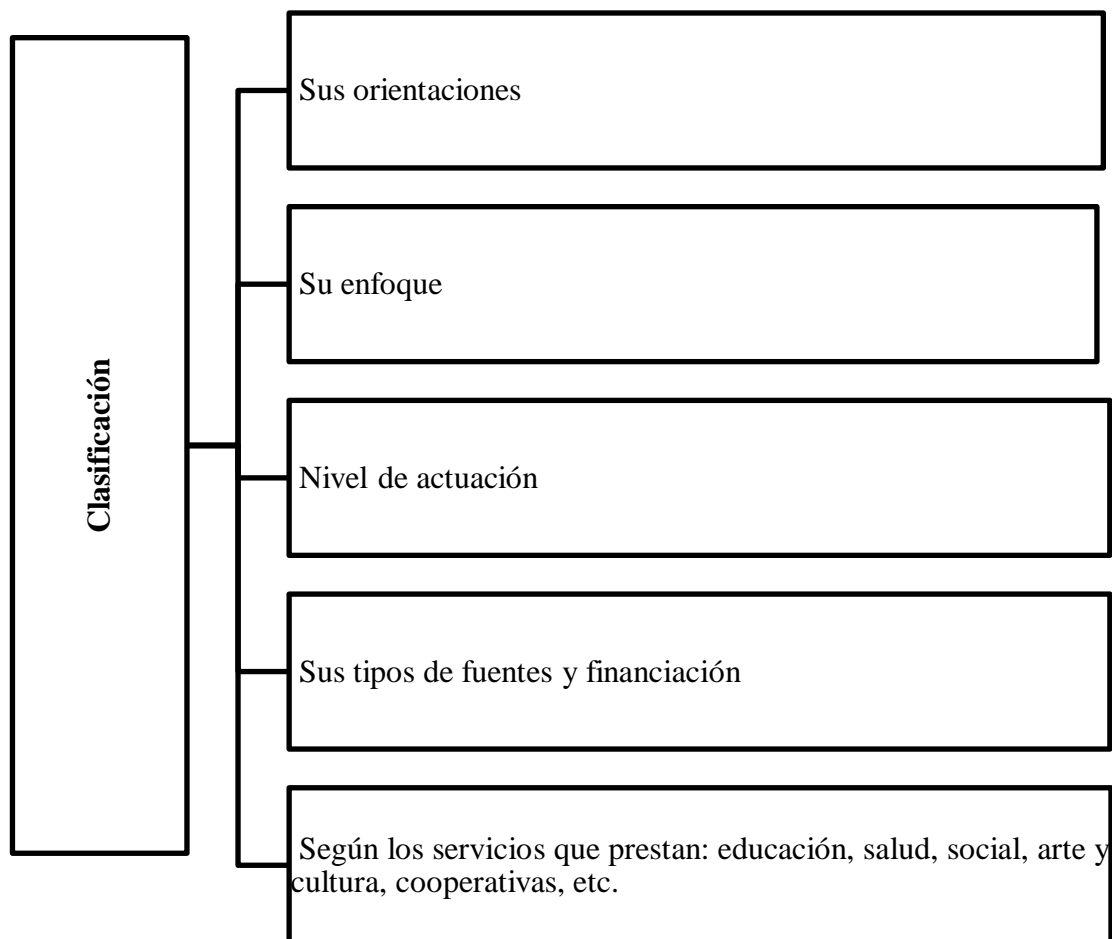 Clasificación
Sus orientaciones
Su enfoque
Nivel de actuación
Sus tipos de fuentes y financiación
Según los servicios que prestan: educación, salud, social, arte y
cultura, cooperativas, etc.